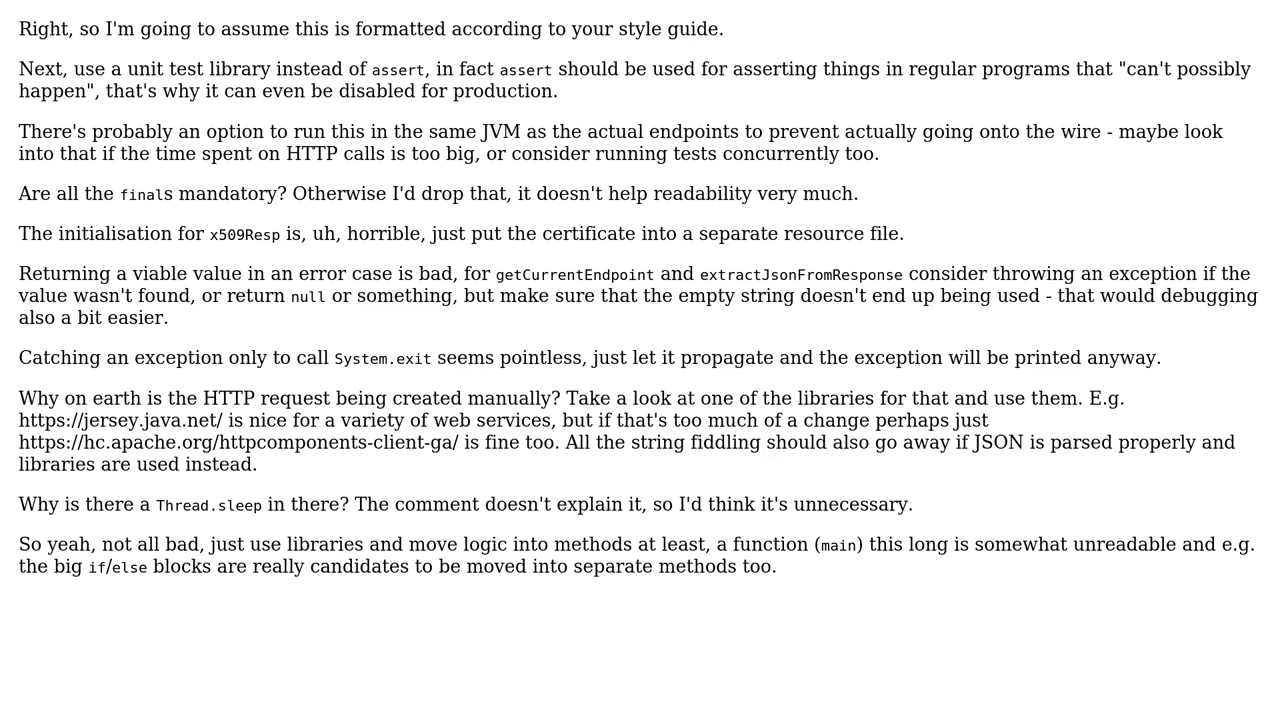 Right, so I'm going to assume this is formatted according to your style guide.
Next, use a unit test library instead of assert, in fact assert should be used for asserting things in regular programs that "can't possibly
happen", that's why it can even be disabled for production.
There's probably an option to run this in the same JVM as the actual endpoints to prevent actually going onto the wire - maybe look
into that if the time spent on HTTP calls is too big, or consider running tests concurrently too.
Are all the finals mandatory? Otherwise I'd drop that, it doesn't help readability very much.
The initialisation for x509Resp is, uh, horrible, just put the certificate into a separate resource file.
Returning a viable value in an error case is bad, for getCurrentEndpoint and extractJsonFromResponse consider throwing an exception if the
value wasn't found, or return null or something, but make sure that the empty string doesn't end up being used - that would debugging
also a bit easier.
Catching an exception only to call System.exit seems pointless, just let it propagate and the exception will be printed anyway.
Why on earth is the HTTP request being created manually? Take a look at one of the libraries for that and use them. E.g.
https://jersey.java.net/ is nice for a variety of web services, but if that's too much of a change perhaps just
https://hc.apache.org/httpcomponents-client-ga/ is fine too. All the string fiddling should also go away if JSON is parsed properly and
libraries are used instead.
Why is there a Thread.sleep in there? The comment doesn't explain it, so I'd think it's unnecessary.
So yeah, not all bad, just use libraries and move logic into methods at least, a function (main) this long is somewhat unreadable and e.g.
the big if/else blocks are really candidates to be moved into separate methods too.